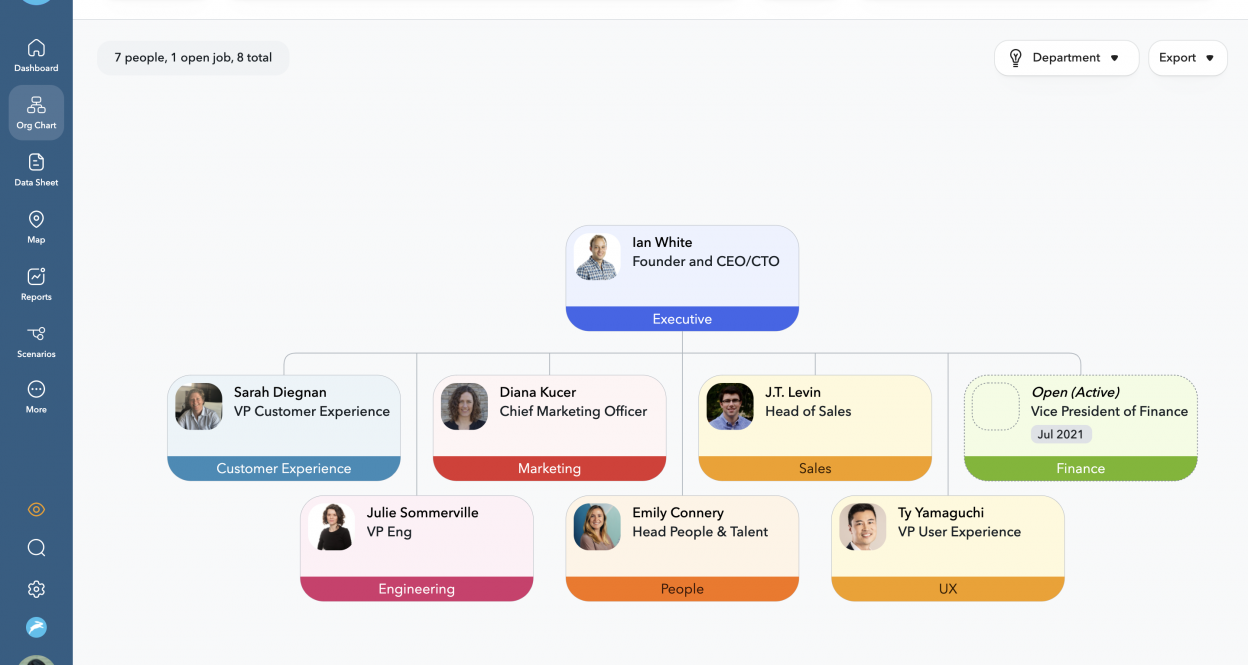 Dashboard
Org Chart
Data Sheet
Map
Reports
Scenarios
More
7 people, 1 open job, 8 total
Department
Export
Ian White
Founder and CEO/CTO
Executive
Sarah Diegnan
VP Customer Experience
Customer Experience
Diana Kucer
Chief Marketing Officer
Marketing
J.T. Levin
Head of Sales
Sales
Open (Active)
Vice President of Finance
Jul 2021
Finance
Julie Sommerville
VP Eng
Engineering
Emily Connery
Head People & Talent
People
Ty Yamaguchi
VP User Experience
UX